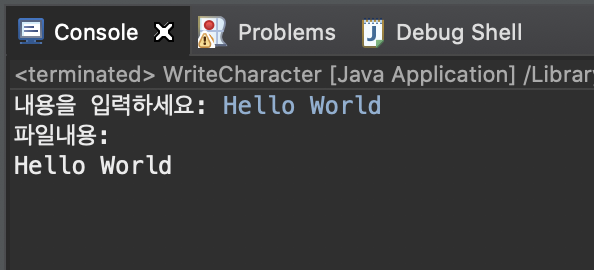 Console Problems Debug Shell
<terminated> WriteCharacter [Java Application] /Librar
내용을 입력하세요: Hello World
파일내용:
Hello World